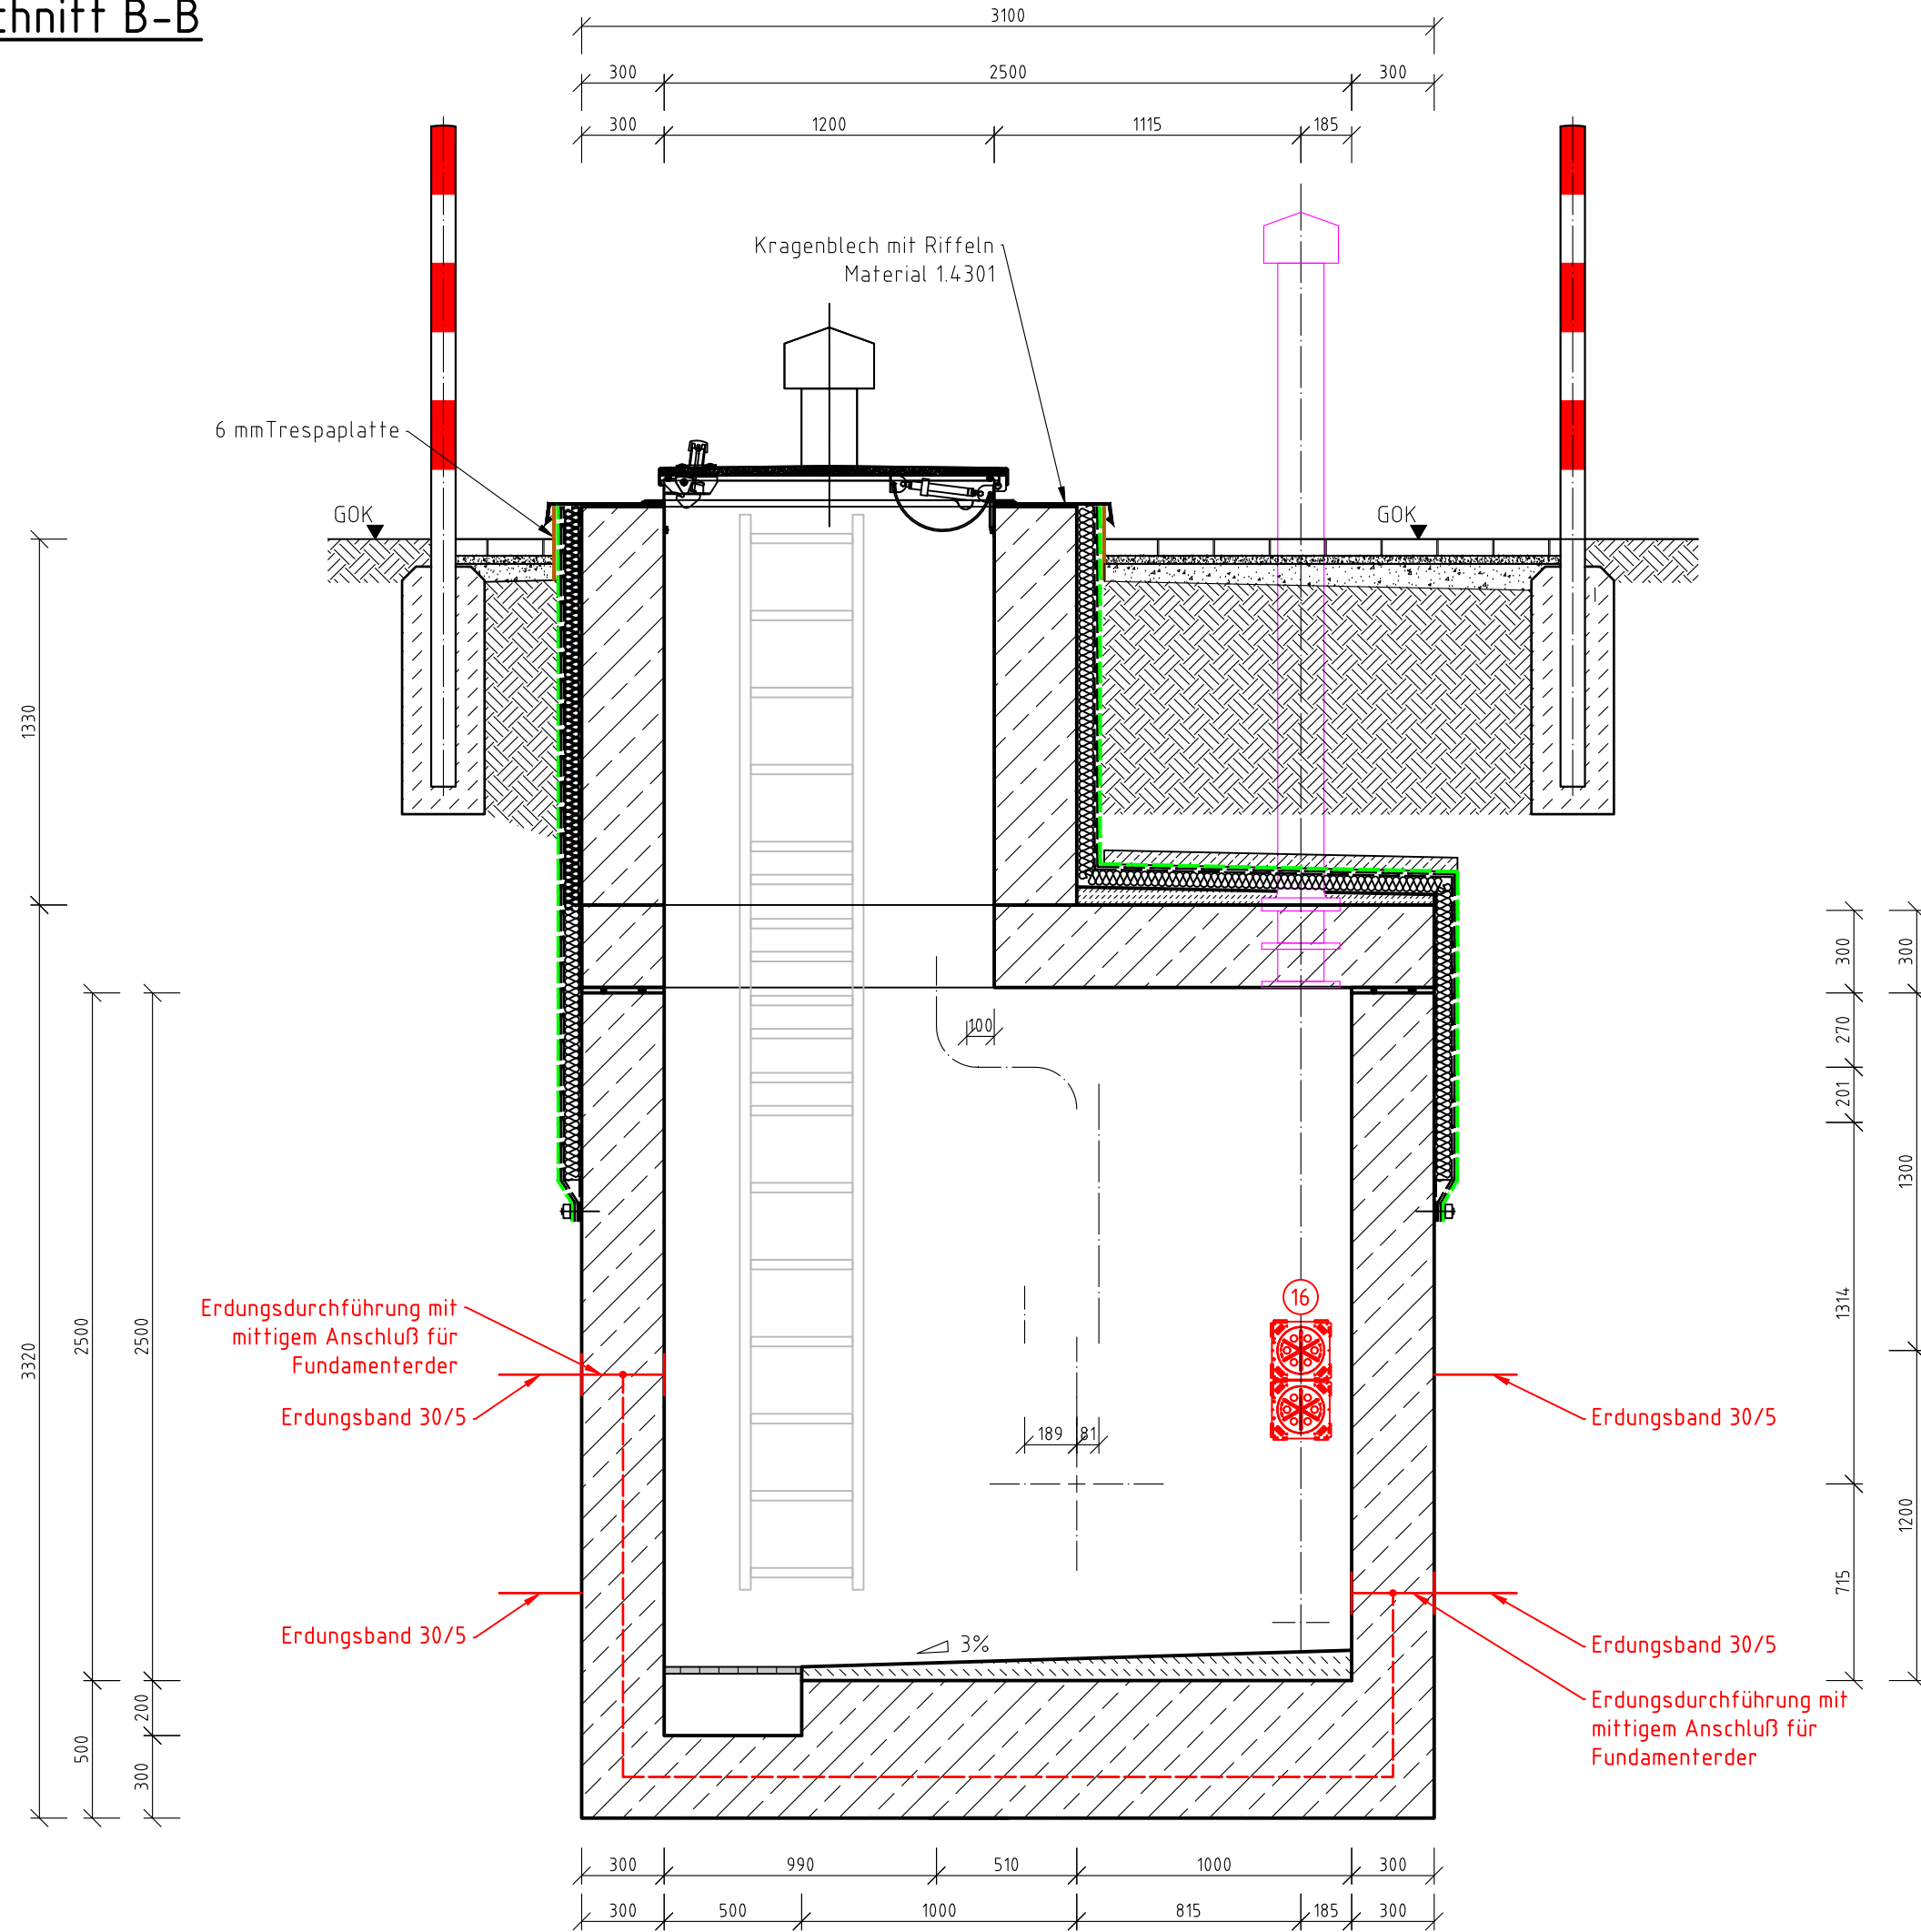 chnitt B-B
3100
300
2500
300
300
1200
1115
185
Kragenblech mit Riffeln
Material 1.4301
6 mmTrespaplatte
GOK
GOK
1330
3320
2500
500
2500
200
300
100
189
81
16
300
270
201
1314
715
300
1300
1200
Erdungsdurchführung mit
mittigem Anschluß für
Fundamenterder
Erdungsband 30/5
Erdungsband 30/5
Erdungsband 30/5
3%
Erdungsband 30/5
Erdungsdurchführung mit
mittigem Anschluß für
Fundamenterder
300
990
510
1000
300
300
500
1000
815
185
300